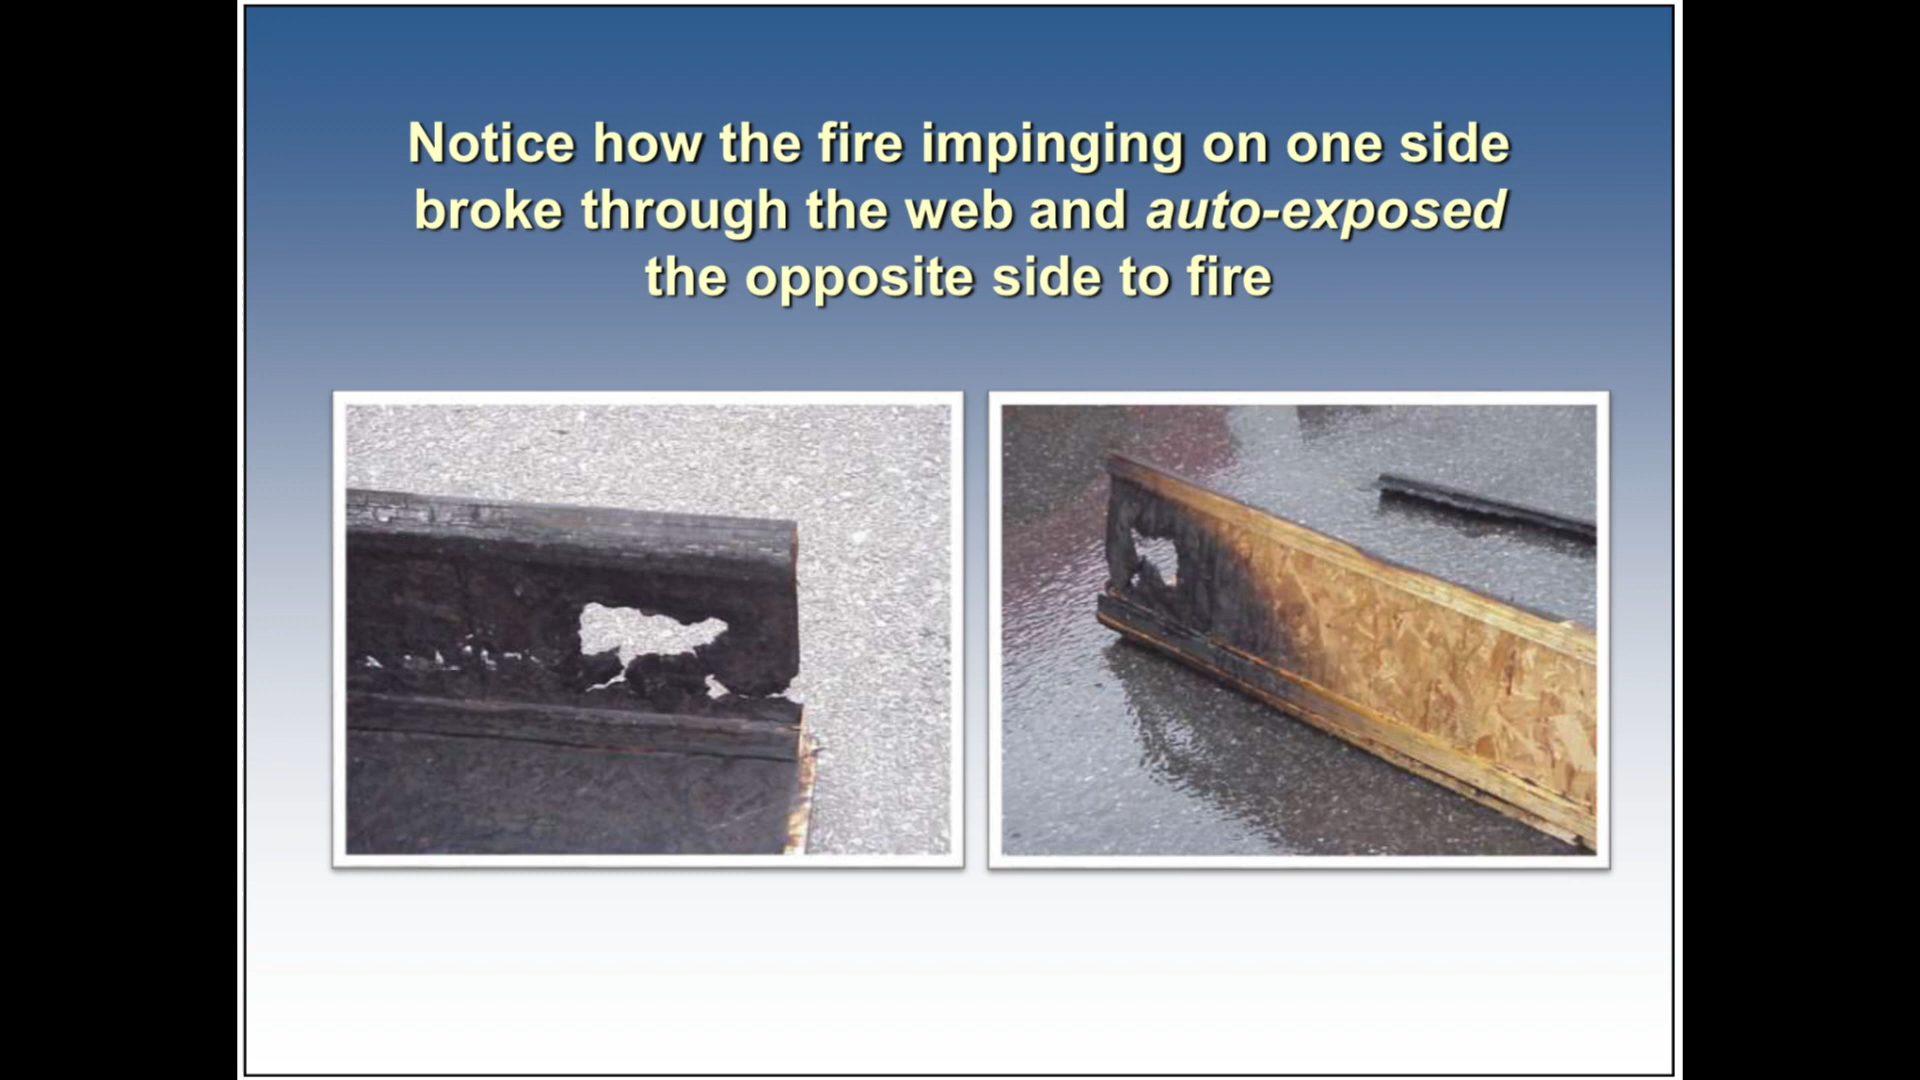 Notice how the fire impinging on one side
broke through the web and auto-exposed
the opposite side to fire